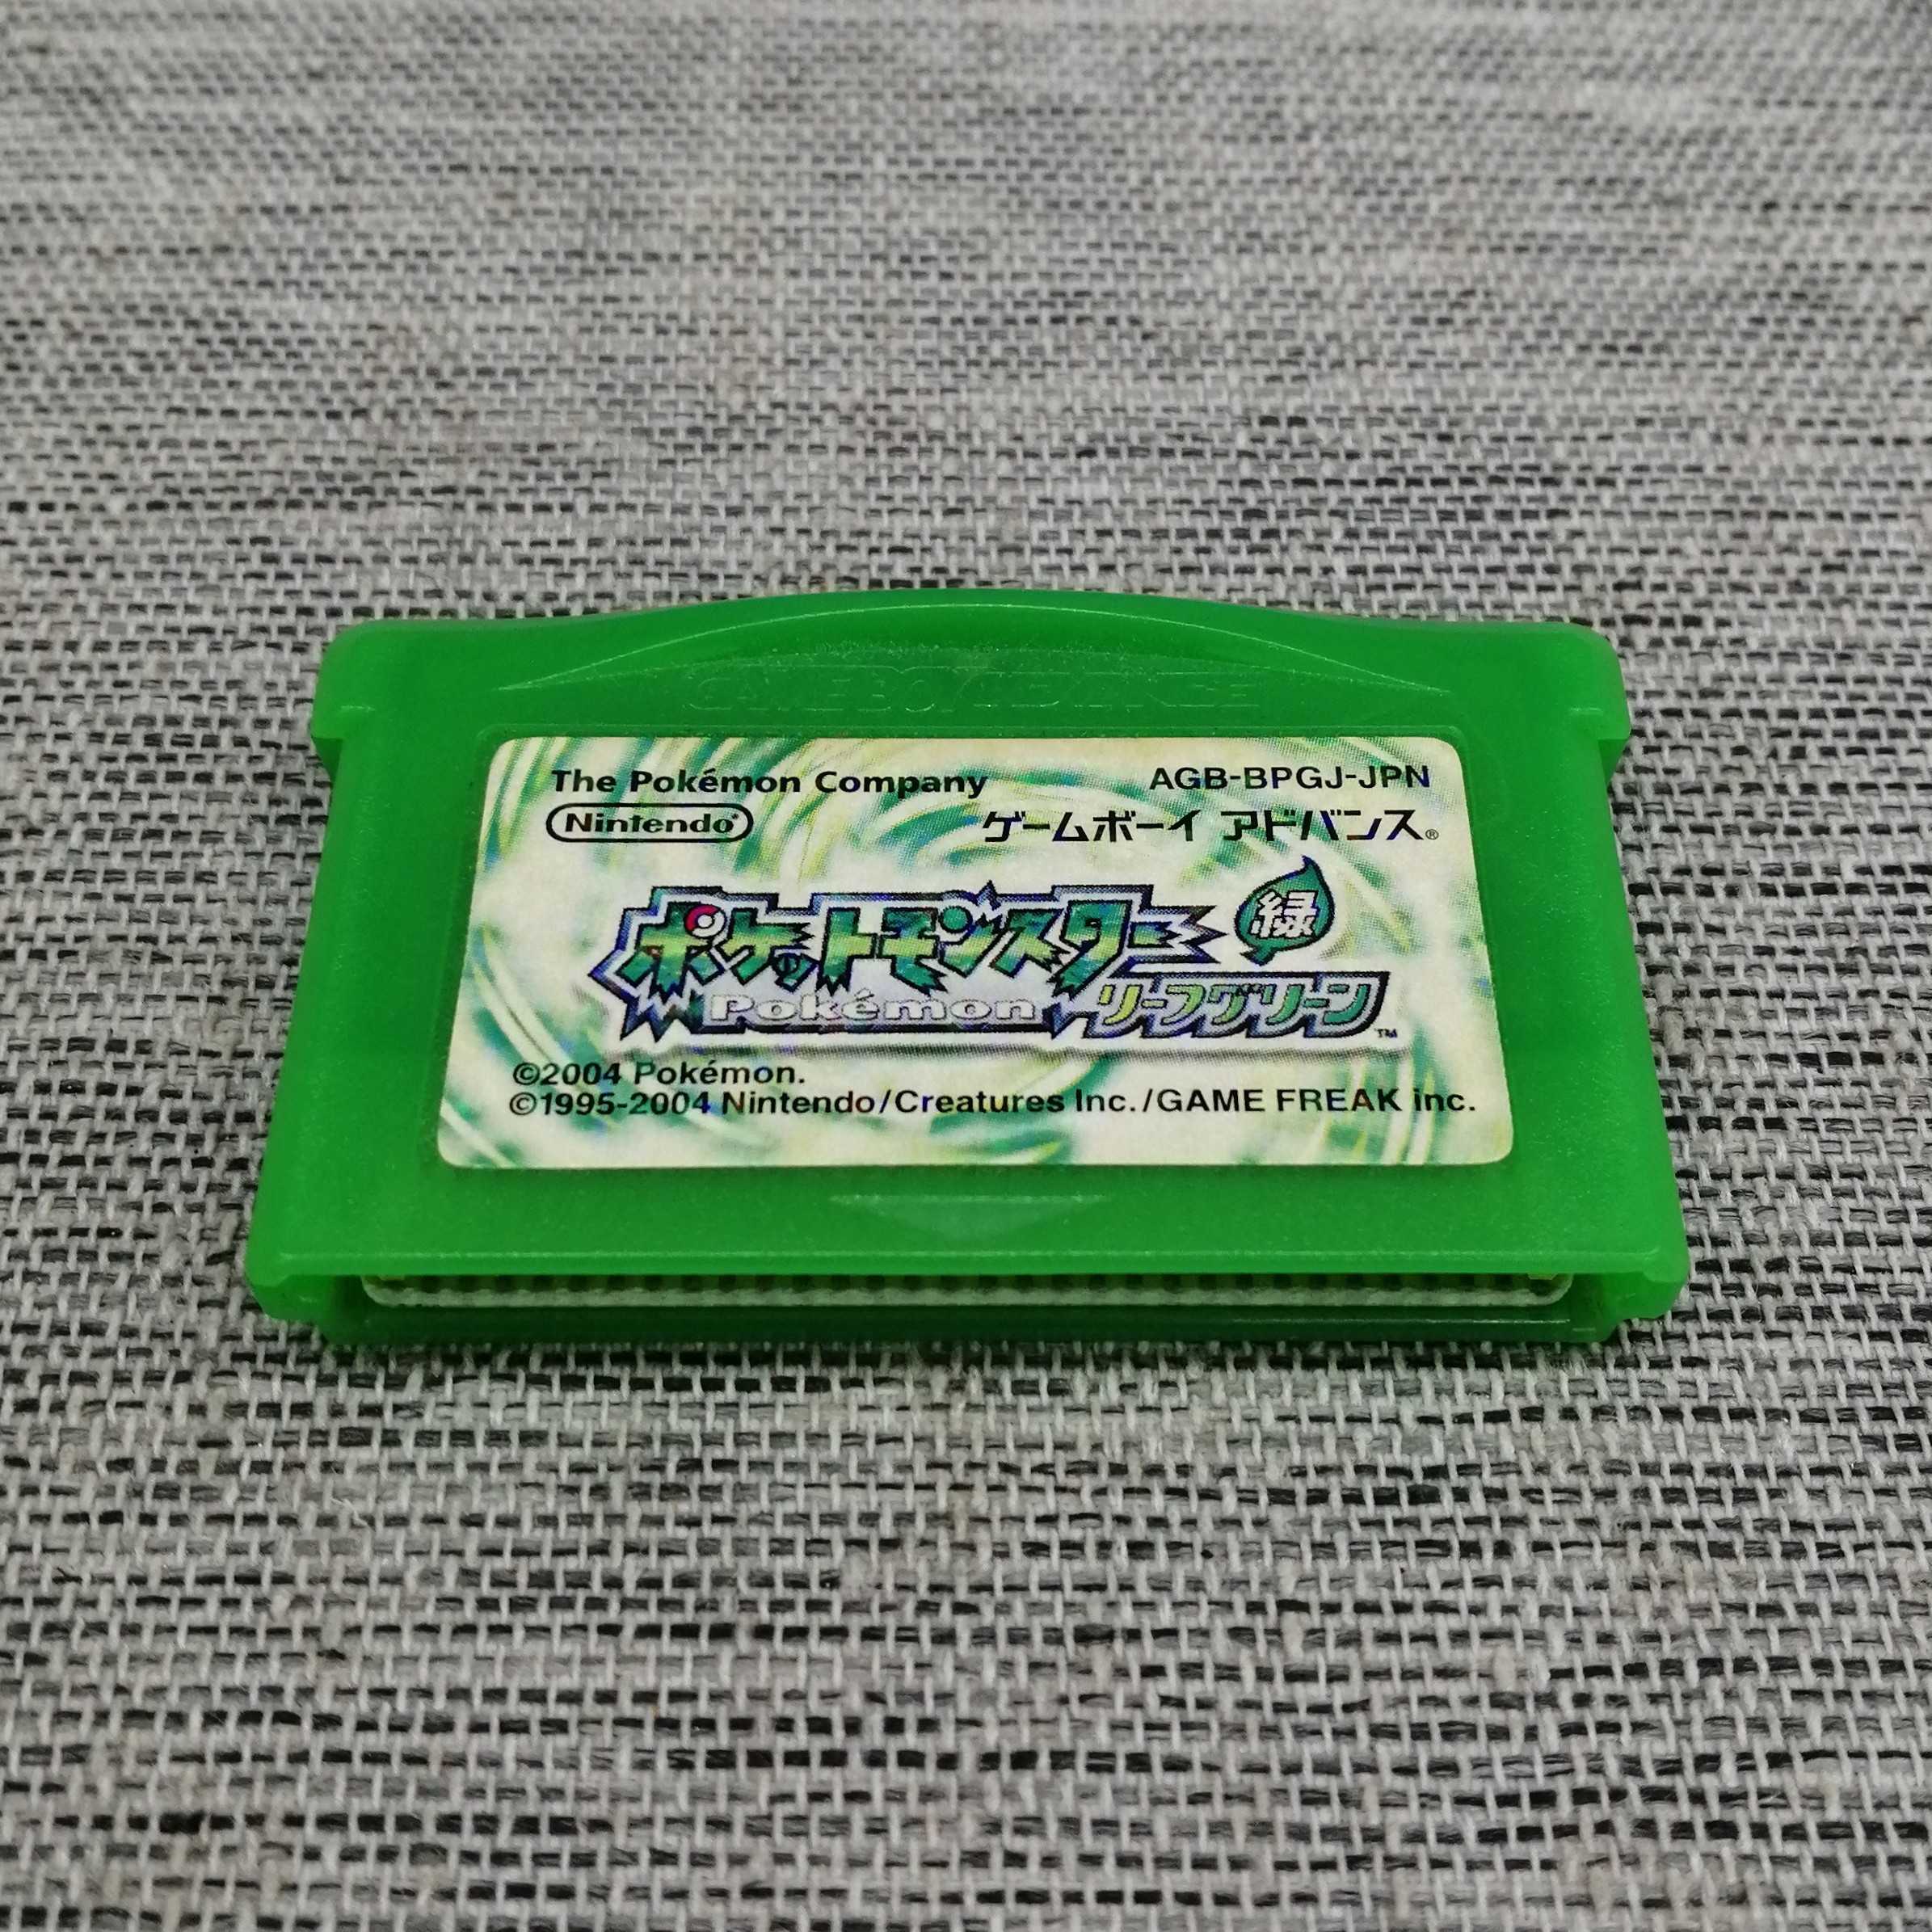 GAME BOY ADVANCE
The Pokémon Company
AGB-BPGJ-JPN
Nintendo®
ゲームボーイ アドバンス®
ポケットモンスター
緑
Pokémon
リーフグリーン™
©2004 Pokémon.
©1995-2004 Nintendo/Creatures Inc./GAME FREAK inc.